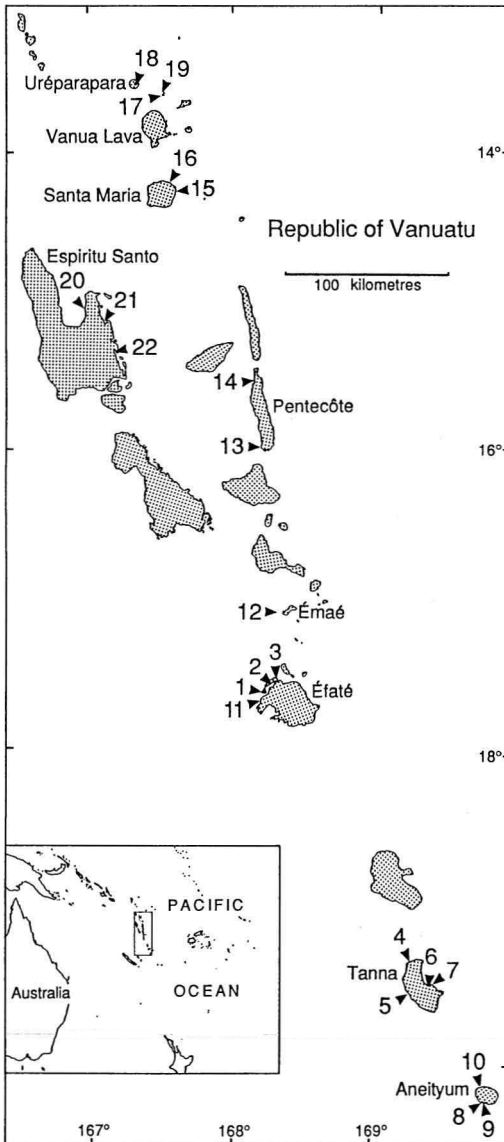 18
19
Uréparapara
17
Vanua Lava
14°
16
Santa Maria
15
Republic of Vanuatu
Espiritu Santo
100 kilometres
20
21
22
14
Pentecôte
13
16°
12
Émaé
3
2
1
Éfaté
11
18°
PACIFIC
OCEAN
Australia
4
6
Tanna
7
5
10
Aneityum
8
9
167°
168°
169°